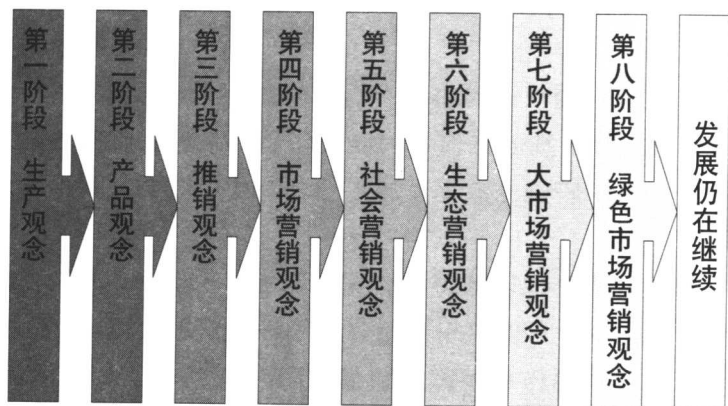 第一阶段 生产观念
第二阶段 产品观念
第三阶段 推销观念
第四阶段 市场营销观念
第五阶段 社会营销观念
第六阶段 生态营销观念
第七阶段 大市场营销观念
第八阶段 绿色市场营销观念
发展仍在继续